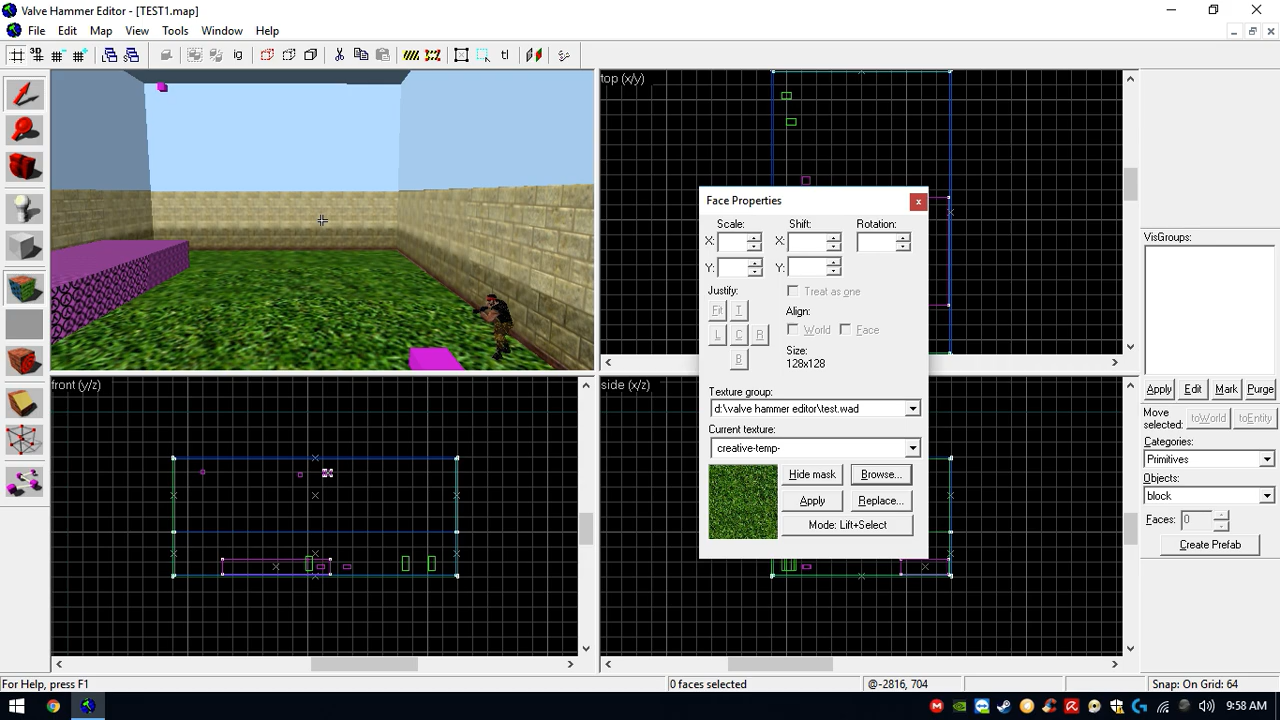 Valve Hammer Editor - [TEST1.map]
File Edit Map View Tools Window Help
3D ig tl
top (x/y)
front (y/z)
side (x/z)
Face Properties
Scale: Shift: Rotation:
X: X:
Y: Y:
Justify: Treat as one
Fit T
Align:
L C R World Face
B
Size:
128x128
Texture group:
d:\valve hammer editor\test.wad
Current texture:
creative-temp-
Hide mask Browse...
Apply Replace...
Mode: Lift+Select
VisGroups:
Apply Edit Mark Purge
Move selected: toWorld toEntity
Categories:
Primitives
Objects:
block
Faces: 0
Create Prefab
For Help, press F1
0 faces selected
@-2816, 704
Snap: On Grid: 64
9:58 AM